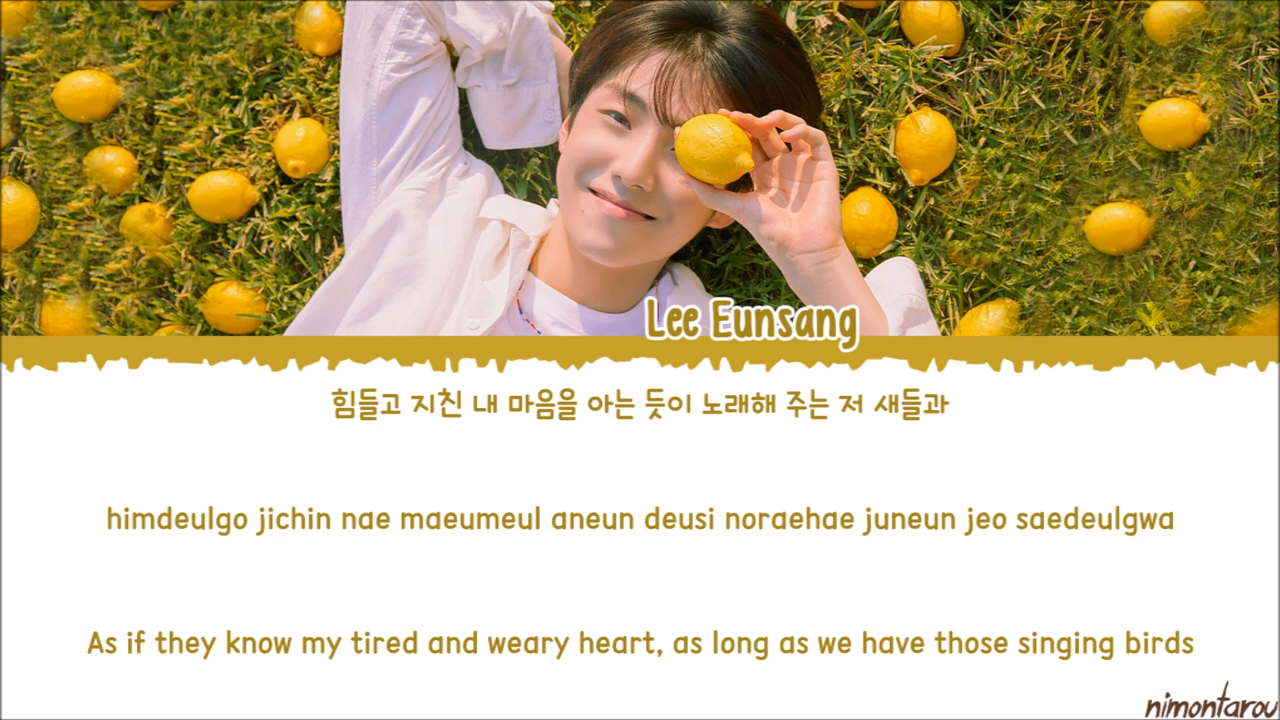 Lee Eunsang
힘들고 지친 내 마음을 아는 듯이 노래해 주는 저 새들과
himdeulgo jichin nae maeumeul aneun deusi noraehae juneun jeo saedeulgwa
As if they know my tired and weary heart, as long as we have those singing birds
nimontarou